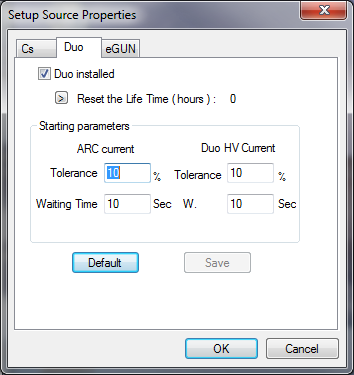 Setup Source Properties
Cs Duo eGUN
Duo installed
> Reset the Life Time ( hours ) : 0
Starting parameters
ARC current Duo HV Current
Tolerance 10 % Tolerance 10 %
Waiting Time 10 Sec W. 10 Sec
Default Save
OK Cancel